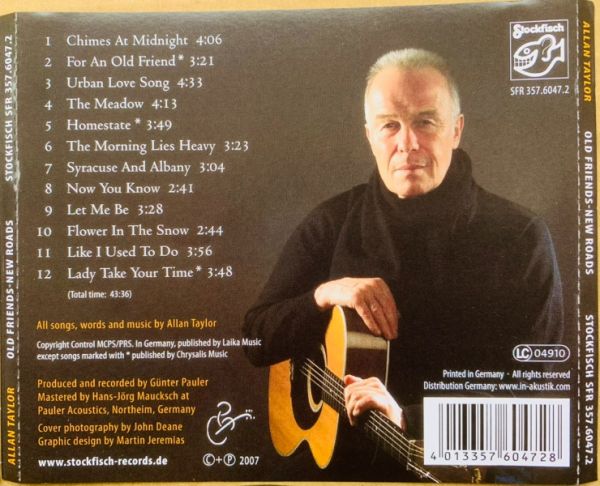 1 Chimes At Midnight 4:06
2 For An Old Friend * 3:21
3 Urban Love Song 4:33
4 The Meadow 4:13
5 Homestate * 3:49
6 The Morning Lies Heavy 3:23
7 Syracuse And Albany 3:04
8 Now You Know 2:41
9 Let Me Be 3:28
10 Flower In The Snow 2:44
11 Like I Used To Do 3:56
12 Lady Take Your Time * 3:48
(Total time: 43:36)
All songs, words and music by Allan Taylor
Copyright Control MCPS/PRS. In Germany, published by Laika Music
except songs marked with * published by Chrysalis Music
Produced and recorded by Günter Pauler
Mastered by Hans-Jörg Maucksch at
Pauler Acoustics, Northeim, Germany
Cover photography by John Deane
Graphic design by Martin Jeremias
www.stockfisch-records.de
©+℗ 2007
Stockfisch
SFR 357.6047.2
LC 04910
Printed in Germany - All rights reserved
Distribution Germany: www.in-akustik.com
4 013357 604728
ALLAN TAYLOR OLD FRIENDS-NEW ROADS STOCKFISCH SFR 357.6047.2
ALLAN TAYLOR OLD FRIENDS-NEW ROADS STOCKFISCH SFR 357.6047.2